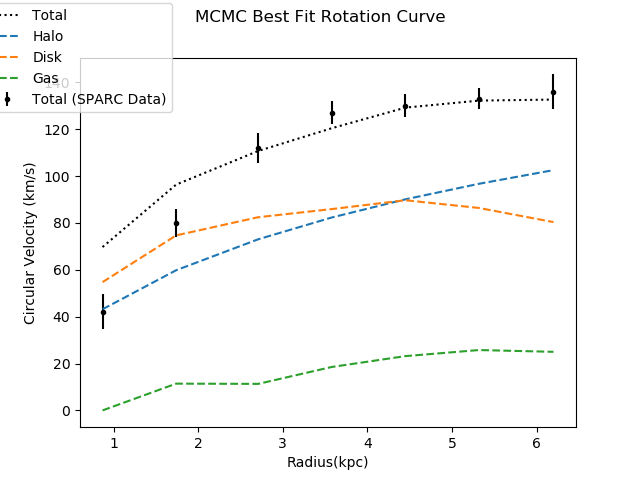 MCMC Best Fit Rotation Curve
Total
Halo
Disk
Gas
Total (SPARC Data)
140
120
100
80
60
40
20
0
Circular Velocity (km/s)
1 2 3 4 5 6
Radius(kpc)